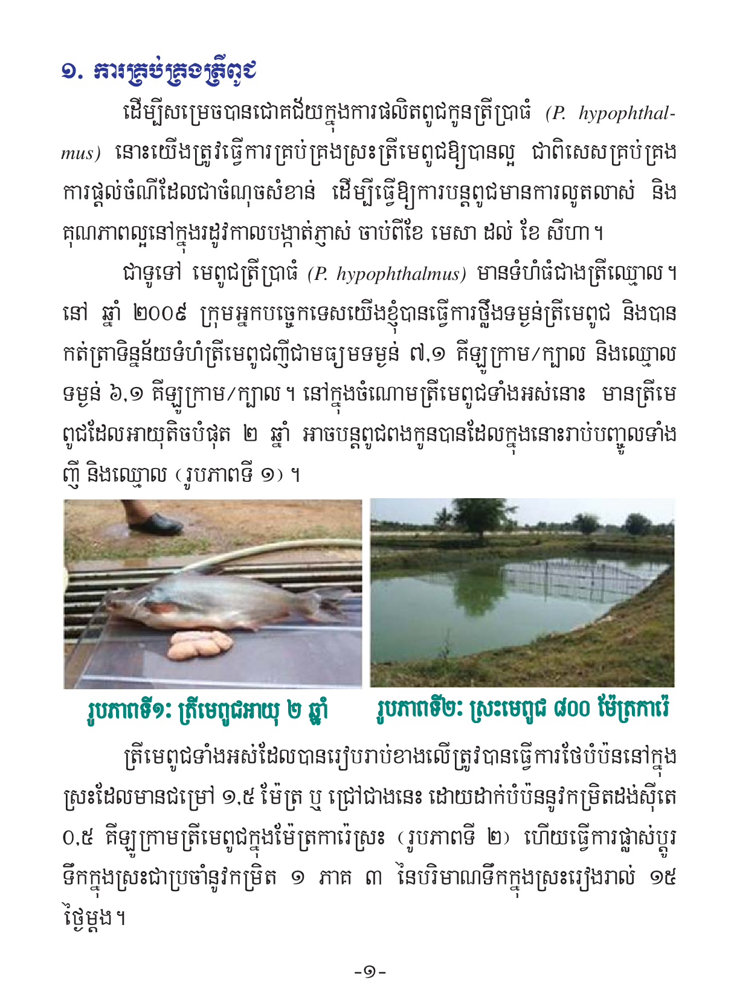 ១. ការគ្រប់គ្រងត្រីពូជ
ដើម្បីសម្រេចបានជោគជ័យក្នុងការផលិតពូជកូនត្រីប្រាធំ (P. hypophthal-
mus) នោះយើងត្រូវធ្វើការគ្រប់គ្រងស្រះត្រីមេពូជឱ្យបានល្អ ជាពិសេសគ្រប់គ្រង
ការផ្តល់ចំណីដែលជាចំណុចសំខាន់ ដើម្បីធ្វើឱ្យការបន្តពូជមានការលូតលាស់ និង
គុណភាពល្អនៅក្នុងរដូវកាលបង្កាត់ភ្ញាស់ ចាប់ពីខែ មេសា ដល់ ខែ សីហា។
ជាទូទៅ មេពូជត្រីប្រាធំ (P. hypophthalmus) មានទំហំធំជាងត្រីឈ្មោល។
នៅ ឆ្នាំ ២០០៩ ក្រុមអ្នកបច្ចេកទេសយើងខ្ញុំបានធ្វើការថ្លឹងទម្ងន់ត្រីមេពូជ និងបាន
កត់ត្រាទិន្នន័យទំហំត្រីមេពូជញីជាមធ្យមទម្ងន់ ៧,១ គីឡូក្រាម/ក្បាល និងឈ្មោល
ទម្ងន់ ៦,១ គីឡូក្រាម/ក្បាល។ នៅក្នុងចំណោមត្រីមេពូជទាំងអស់នោះ មានត្រីមេ
ពូជដែលអាយុតិចបំផុត ២ ឆ្នាំ អាចបន្តពូជពងកូនបានដែលក្នុងនោះរាប់បញ្ចូលទាំង
ញី និងឈ្មោល (រូបភាពទី ១) ។
រូបភាពទី១: ត្រីមេពូជអាយុ ២ ឆ្នាំ
រូបភាពទី២: ស្រះមេពូជ ៨០០ ម៉ែត្រការ៉េ
ត្រីមេពូជទាំងអស់ដែលបានរៀបរាប់ខាងលើត្រូវបានធ្វើការថែបំប៉ននៅក្នុង
ស្រះដែលមានជម្រៅ ១,៥ ម៉ែត្រ ឬ ជ្រៅជាងនេះ ដោយដាក់បំប៉ននូវកម្រិតដង់ស៊ីតេ
០,៥ គីឡូក្រាមត្រីមេពូជក្នុងម៉ែត្រការ៉េស្រះ (រូបភាពទី ២) ហើយធ្វើការផ្លាស់ប្តូរ
ទឹកក្នុងស្រះជាប្រចាំនូវកម្រិត ១ ភាគ ៣ នៃបរិមាណទឹកក្នុងស្រះរៀងរាល់ ១៥
ថ្ងៃម្តង។
-១-